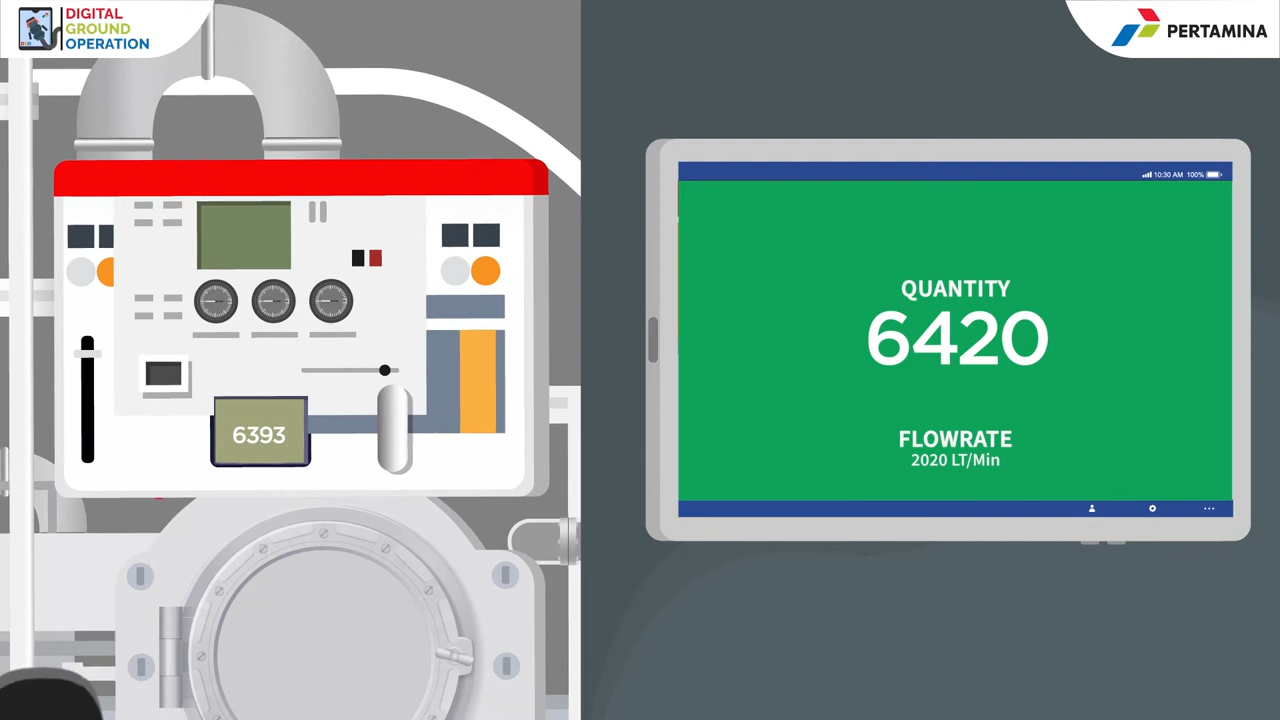 DIGITAL
GROUND
OPERATION
PERTAMINA
10:30 AM 100%
QUANTITY
6420
6393
FLOWRATE
2020 LT/Min